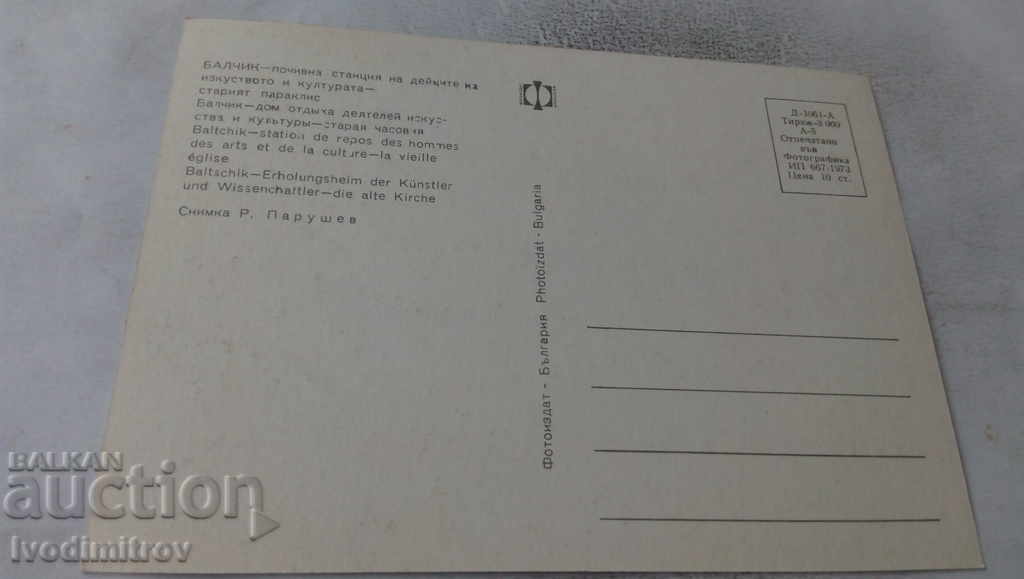 БАЛЧИК—почивна станция на дейците на
изкуството и културата—
старият параклис
Балчик—дом отдыха деятелей искус-
ства и культуры—старая часовня
Baltchik—station de repos des hommes
des arts et de la culture—la vieille
église
Baltschik—Erholungsheim der Künstler
und Wissenchaftler—die alte Kirche
Снимка Р. Парушев
Фотоиздат - България Photoizdat - Bulgaria
Д-1061-А
Тираж-3 000
А-5
Отпечатано
във
Фотографика
ИП 667/1973
Цена 10 ст.
BALKAN
auction
Ivodimitrov